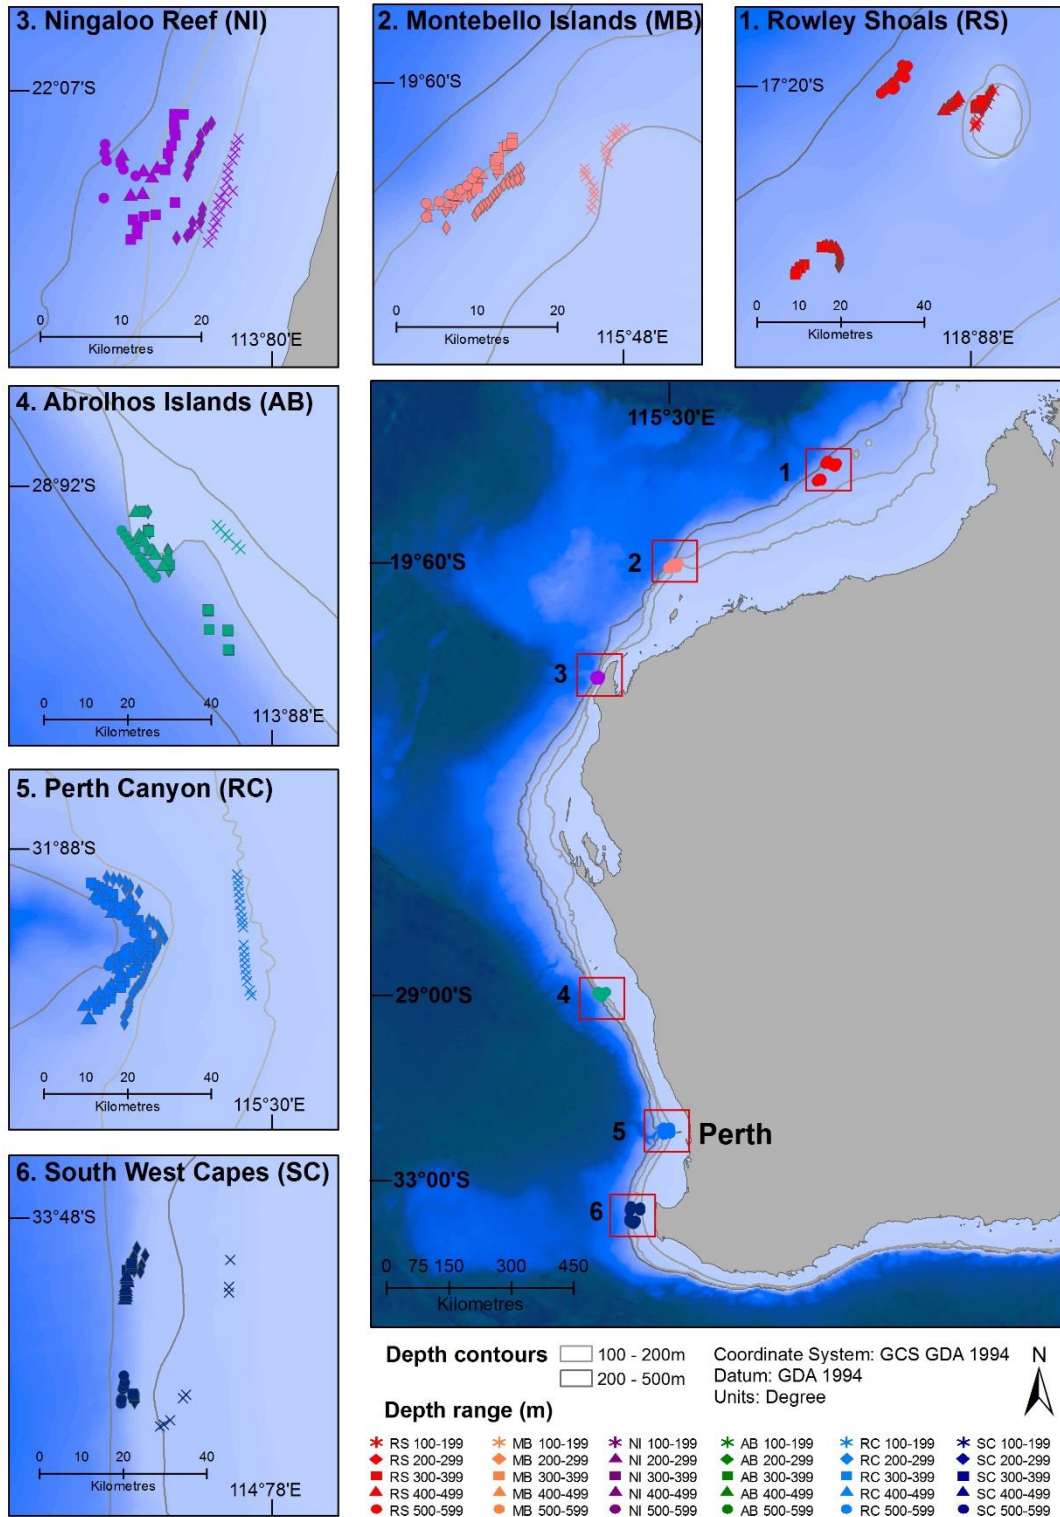 3. Ningaloo Reef (NI)
22°07'S
0 10 20
Kilometres
113°80'E
2. Montebello Islands (MB)
19°60'S
0 10 20
Kilometres
115°48'E
1. Rowley Shoals (RS)
17°20'S
0 10 20 40
Kilometres
118°88'E
4. Abrolhos Islands (AB)
28°92'S
0 10 20 40
Kilometres
113°88'E
5. Perth Canyon (RC)
31°88'S
0 10 20 40
Kilometres
115°30'E
6. South West Capes (SC)
33°48'S
0 10 20 40
Kilometres
114°78'E
115°30'E
1
19°60'S
2
3
29°00'S
4
5
Perth
33°00'S
6
0 75 150 300 450
Kilometres
Depth contours
100 - 200m
200 - 500m
Coordinate System: GCS GDA 1994
Datum: GDA 1994
Units: Degree
N
Depth range (m)
RS 100-199 MB 100-199 NI 100-199 AB 100-199 RC 100-199 SC 100-199
RS 200-299 MB 200-299 NI 200-299 AB 200-299 RC 200-299 SC 200-299
RS 300-399 MB 300-399 NI 300-399 AB 300-399 RC 300-399 SC 300-399
RS 400-499 MB 400-499 NI 400-499 AB 400-499 RC 400-499 SC 400-499
RS 500-599 MB 500-599 NI 500-599 AB 500-599 RC 500-599 SC 500-599